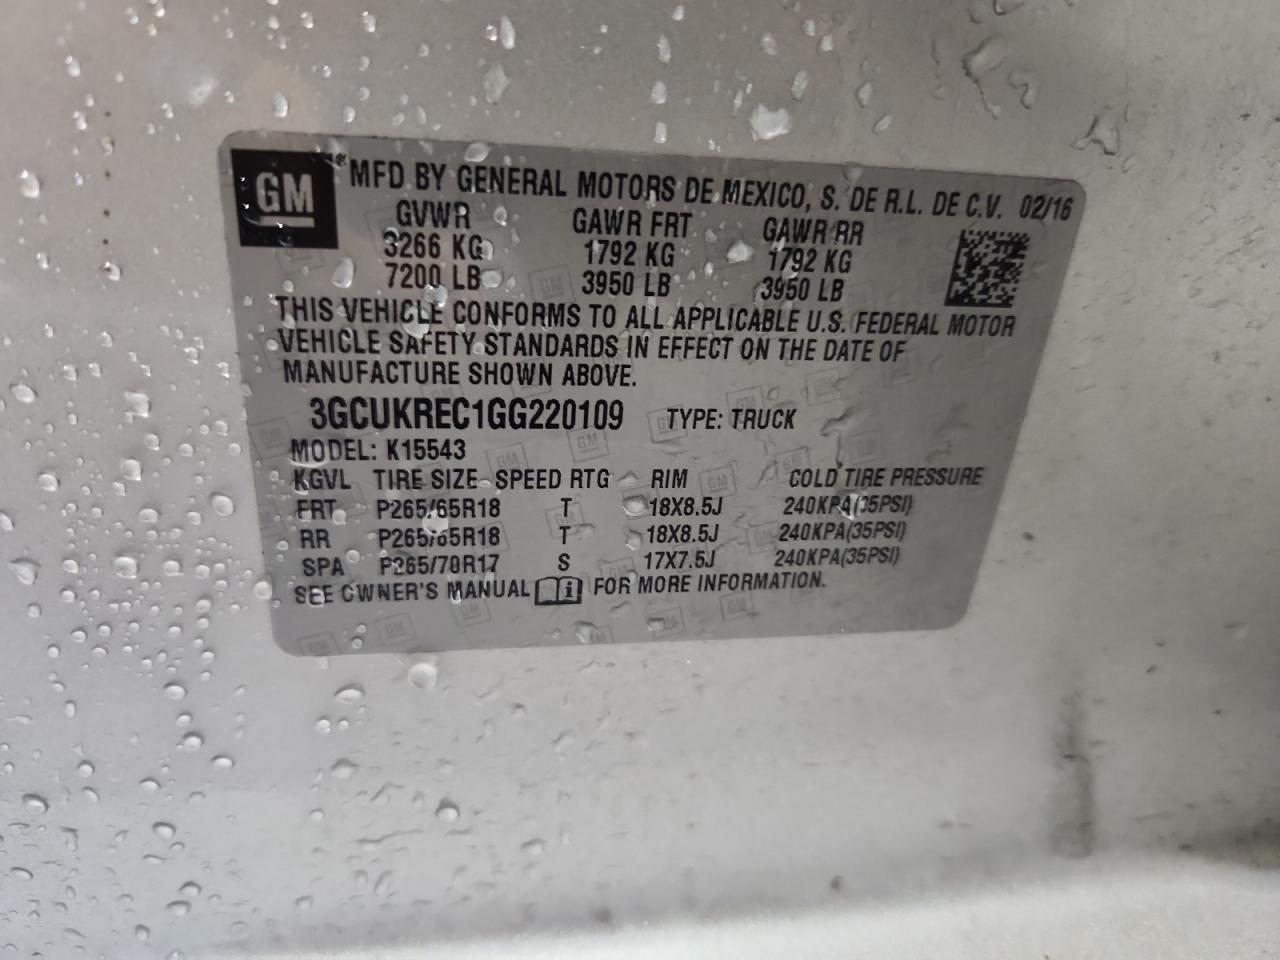 GM ® MFD BY GENERAL MOTORS DE MEXICO, S. DE R.L. DE C.V. 02/16
GVWR GAWR FRT GAWR RR
3266 KG 1792 KG 1792 KG
7200 LB 3950 LB 3950 LB
THIS VEHICLE CONFORMS TO ALL APPLICABLE U.S. FEDERAL MOTOR
VEHICLE SAFETY STANDARDS IN EFFECT ON THE DATE OF
MANUFACTURE SHOWN ABOVE.
3GCUKREC1GG220109 TYPE: TRUCK
MODEL: K15543
KGVL TIRE SIZE SPEED RTG RIM COLD TIRE PRESSURE
FRT P265/65R18 T 18X8.5J 240KPA(35PSI)
RR P265/65R18 T 18X8.5J 240KPA(35PSI)
SPA P265/70R17 S 17X7.5J 240KPA(35PSI)
SEE OWNER'S MANUAL i FOR MORE INFORMATION.